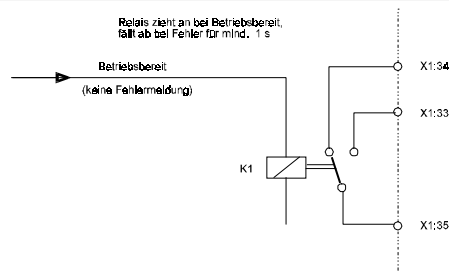 Relais zieht an bei Betriebsbereit,
fällt ab bei Fehler für mind. 1 s
Betriebsbereit
(keine Fehlermeldung)
X1:34
X1:33
K1
X1:35